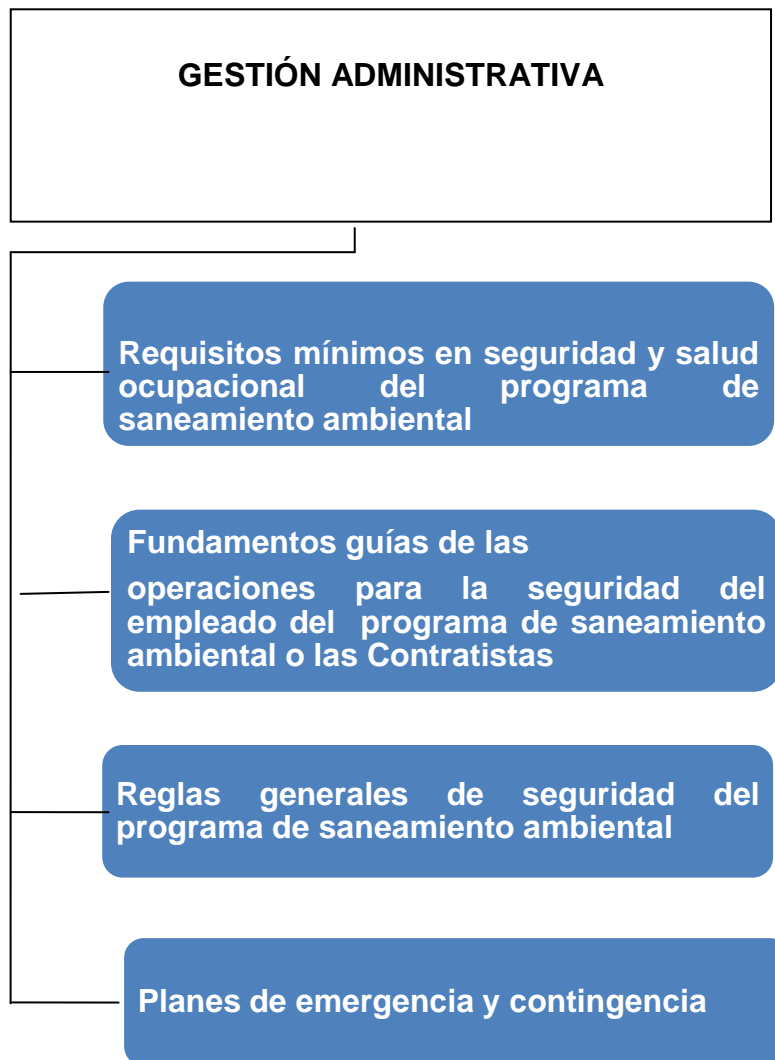 GESTIÓN ADMINISTRATIVA
Requisitos mínimos en seguridad y salud
ocupacional del programa de
saneamiento ambiental
Fundamentos guías de las
operaciones para la seguridad del
empleado del programa de saneamiento
ambiental o las Contratistas
Reglas generales de seguridad del
programa de saneamiento ambiental
Planes de emergencia y contingencia